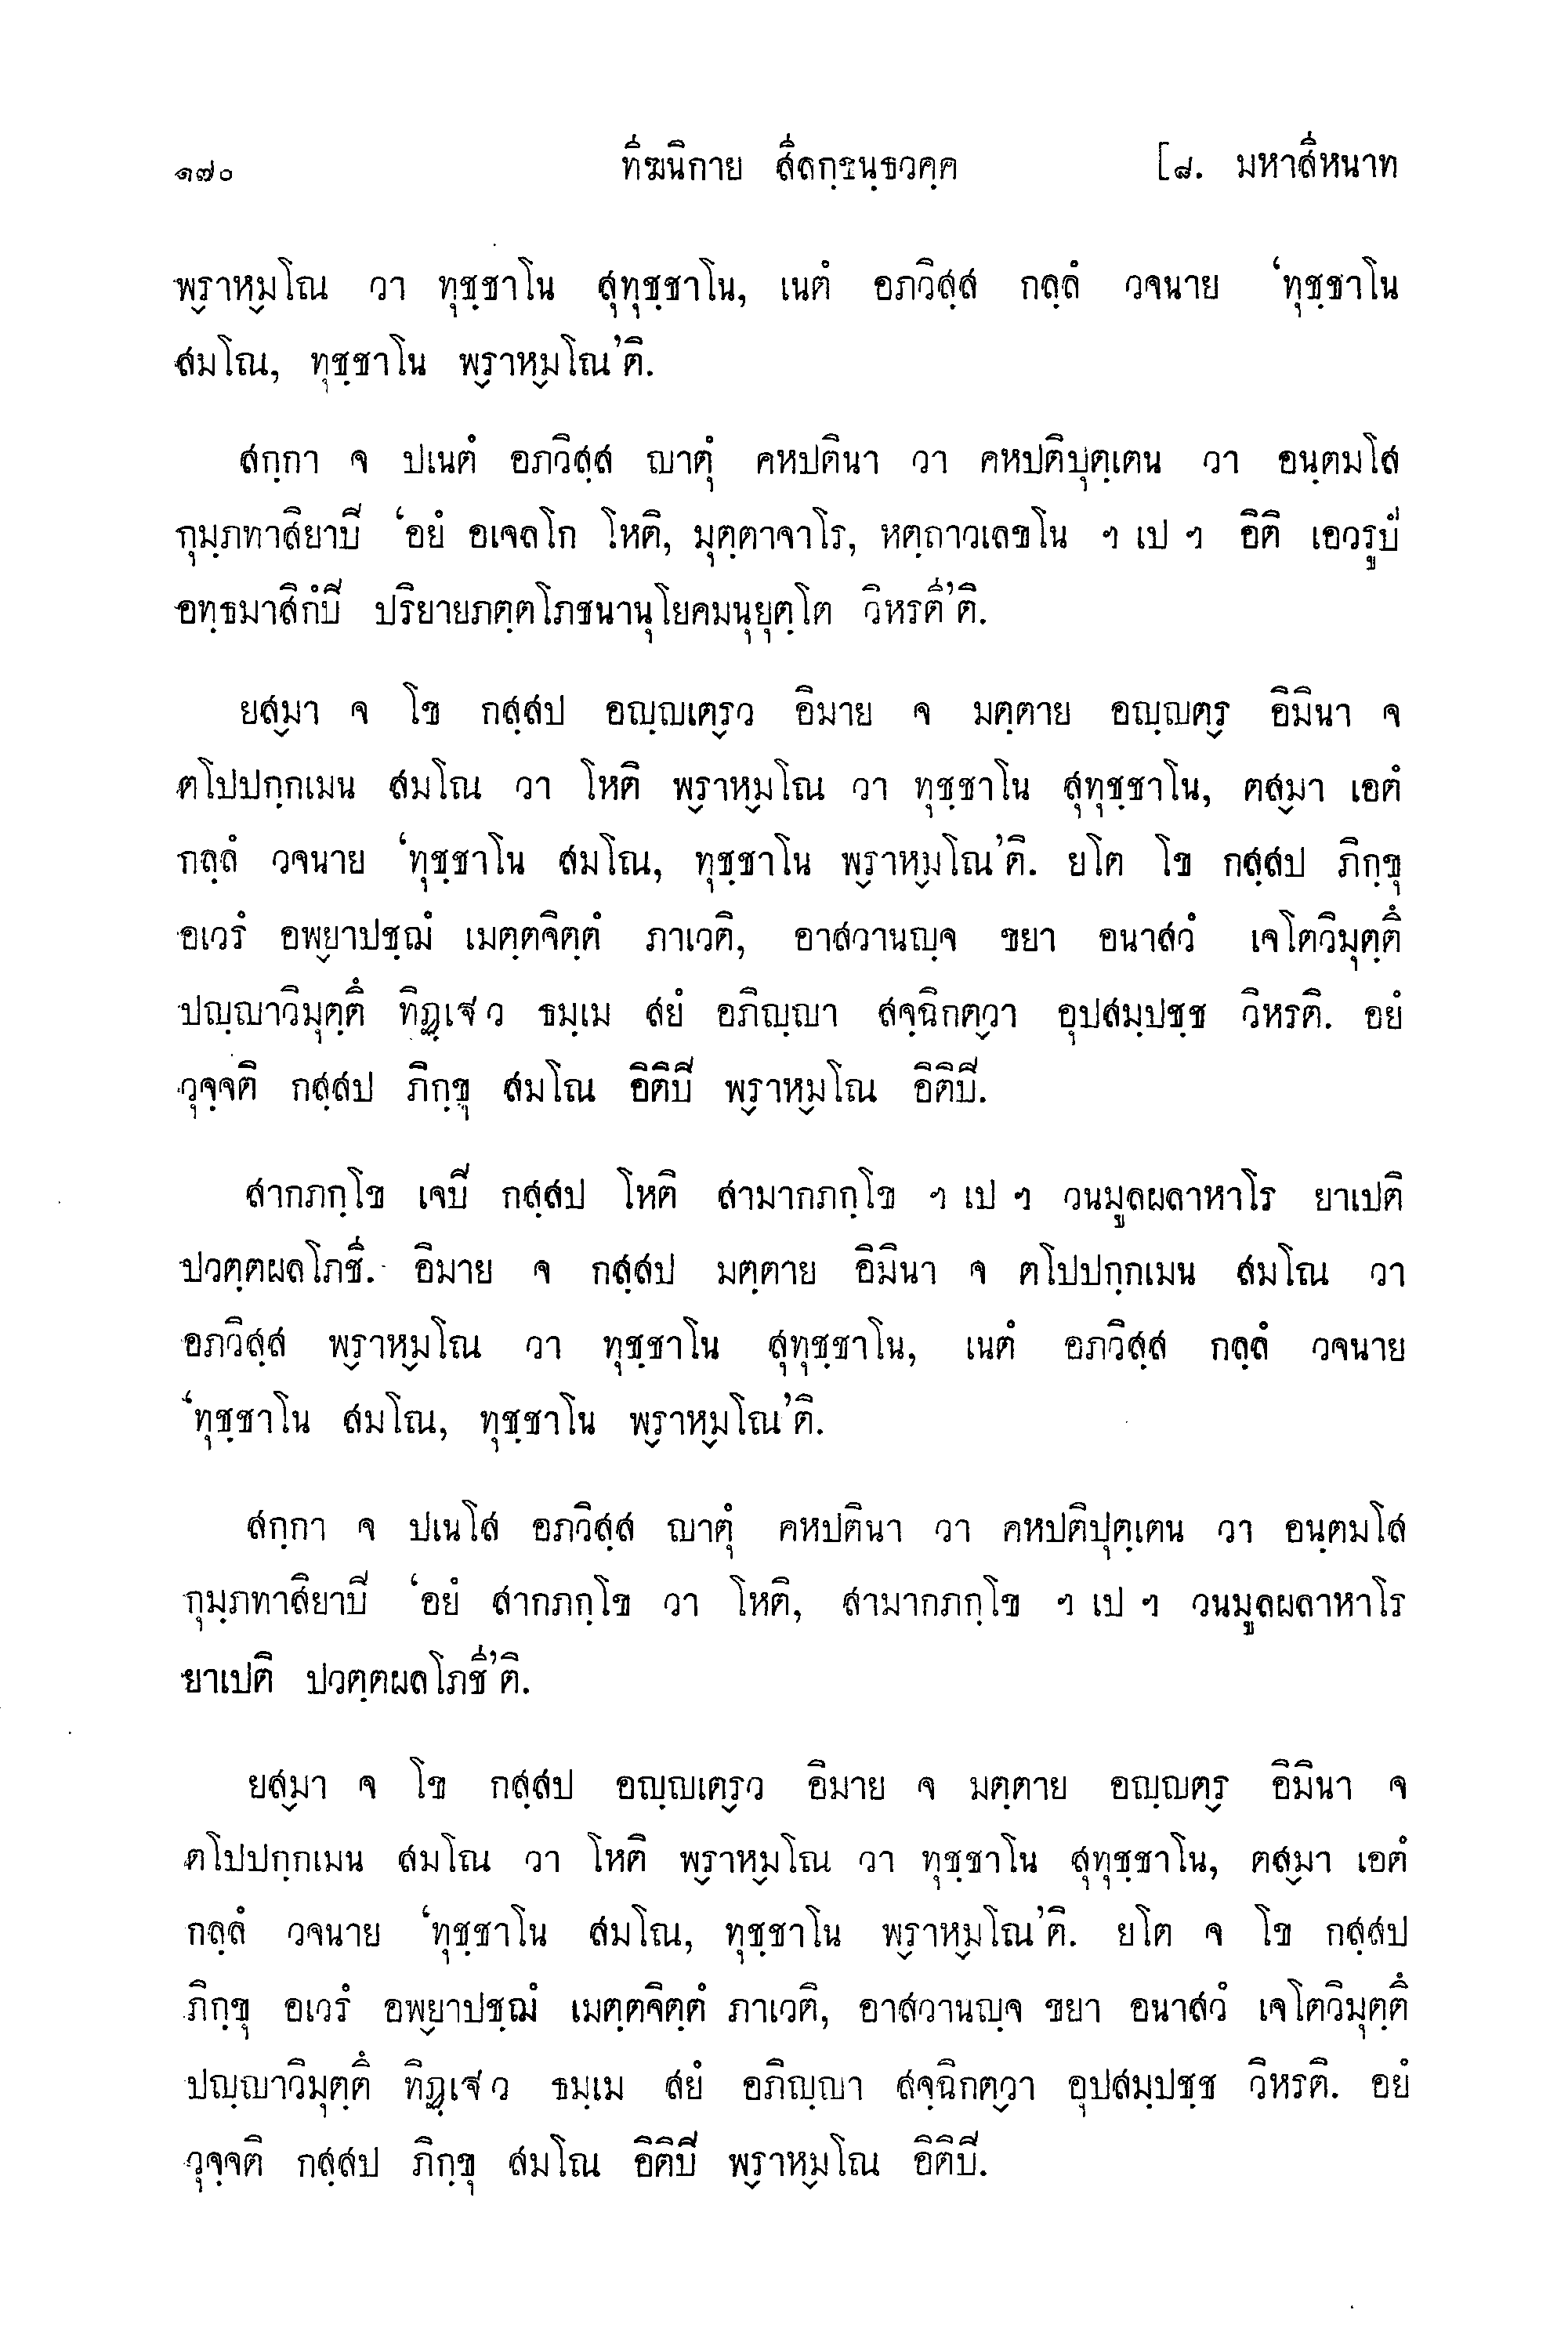 ๑๗๐ ทีฆนิกาย สีลกฺขนฺธวคฺค [๘. มหาสีหนาท
พ๎ราห๎มโณ วา ทุชฺชาโน สุทุชฺชาโน, เนตํ อภวิสฺส กลฺลํ วจนาย ‘ทุชฺชาโน
สมโณ, ทุชฺชาโน พ๎ราห๎มโณ’ติ.
สกฺกา จ ปเนตํ อภวิสฺส ญาตุํ คหปตินา วา คหปติปุตฺเตน วา อนฺตมโส
กุมฺภทาสิยาปิ ‘อยํ อเจลโก โหติ, มุตฺตาจาโร, หตฺถาวเลขโน ฯ เป ฯ อิติ เอวรูปํ
อทฺธมาสิกํปิ ปริยายภตฺตโภชนานุโยคมนุยุตฺโต วิหรตี’ติ.
ยส๎มา จ โข กสฺสป อญฺญเต๎รว อิมาย จ มตฺตาย อญฺญต๎ร อิมินา จ
ตโปปกฺกเมน สมโณ วา โหติ พ๎ราห๎มโณ วา ทุชฺชาโน สุทุชฺชาโน, ตส๎มา เอตํ
กลฺลํ วจนาย ‘ทุชฺชาโน สมโณ, ทุชฺชาโน พ๎ราห๎มโณ’ติ. ยโต โข กสฺสป ภิกฺขุ
อเวรํ อพ๎ยาปชฺฌํ เมตฺตจิตฺตํ ภาเวติ, อาสวานญฺจ ขยา อนาสวํ เจโตวิมุตฺตึ
ปญฺญาวิมุตฺตึ ทิฏฺเฐว ธมฺเม สยํ อภิญฺญา สจฺฉิกต๎วา อุปสมฺปชฺช วิหรติ. อยํ
วุจฺจติ กสฺสป ภิกฺขุ สมโณ อิติปิ พ๎ราห๎มโณ อิติปิ.
สากภกฺโข เจปิ กสฺสป โหติ สามากภกฺโข ฯ เป ฯ วนมูลผลาหาโร ยาเปติ
ปวตฺตผลโภชี. อิมาย จ กสฺสป มตฺตาย อิมินา จ ตโปปกฺกเมน สมโณ วา
อภวิสฺส พ๎ราห๎มโณ วา ทุชฺชาโน สุทุชฺชาโน, เนตํ อภวิสฺส กลฺลํ วจนาย
‘ทุชฺชาโน สมโณ, ทุชฺชาโน พ๎ราห๎มโณ’ติ.
สกฺกา จ ปเนโส อภวิสฺส ญาตุํ คหปตินา วา คหปติปุตฺเตน วา อนฺตมโส
กุมฺภทาสิยาปิ ‘อยํ สากภกฺโข วา โหติ, สามากภกฺโข ฯ เป ฯ วนมูลผลาหาโร
ยาเปติ ปวตฺตผลโภชี’ติ.
ยส๎มา จ โข กสฺสป อญฺญเต๎รว อิมาย จ มตฺตาย อญฺญต๎ร อิมินา จ
ตโปปกฺกเมน สมโณ วา โหติ พ๎ราห๎มโณ วา ทุชฺชาโน สุทุชฺชาโน, ตส๎มา เอตํ
กลฺลํ วจนาย ‘ทุชฺชาโน สมโณ, ทุชฺชาโน พ๎ราห๎มโณ’ติ. ยโต จ โข กสฺสป
ภิกฺขุ อเวรํ อพ๎ยาปชฺฌํ เมตฺตจิตฺตํ ภาเวติ, อาสวานญฺจ ขยา อนาสวํ เจโตวิมุตฺตึ
ปญฺญาวิมุตฺตึ ทิฏฺเฐว ธมฺเม สยํ อภิญฺญา สจฺฉิกต๎วา อุปสมฺปชฺช วิหรติ. อยํ
วุจฺจติ กสฺสป ภิกฺขุ สมโณ อิติปิ พ๎ราห๎มโณ อิติปิ.